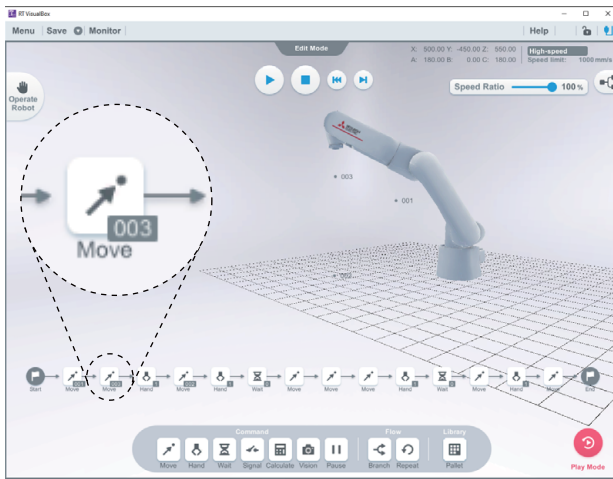 RT VisualBox
Menu Save Monitor Help
Edit Mode
X: 500.00 Y: -450.00 Z: 550.00
A: 180.00 B: 0.00 C: 180.00
High-speed
Speed limit: 1000 mm/s
Speed Ratio 100 %
Operate
Robot
003
001
002
003
Move
Start Move Move Hand Move Hand Wait Move Move Move Hand Wait Move Hand Move End
Command Flow Library
Move Hand Wait Signal Calculate Vision Pause Branch Repeat Pallet
Play Mode